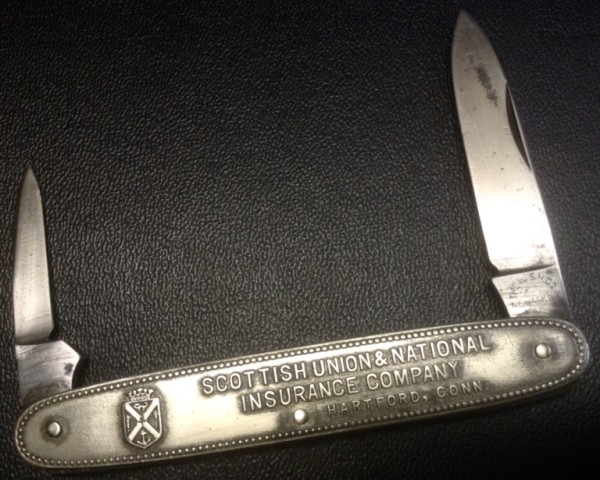 SCOTTISH UNION & NATIONAL
INSURANCE COMPANY
HARTFORD, CONN.